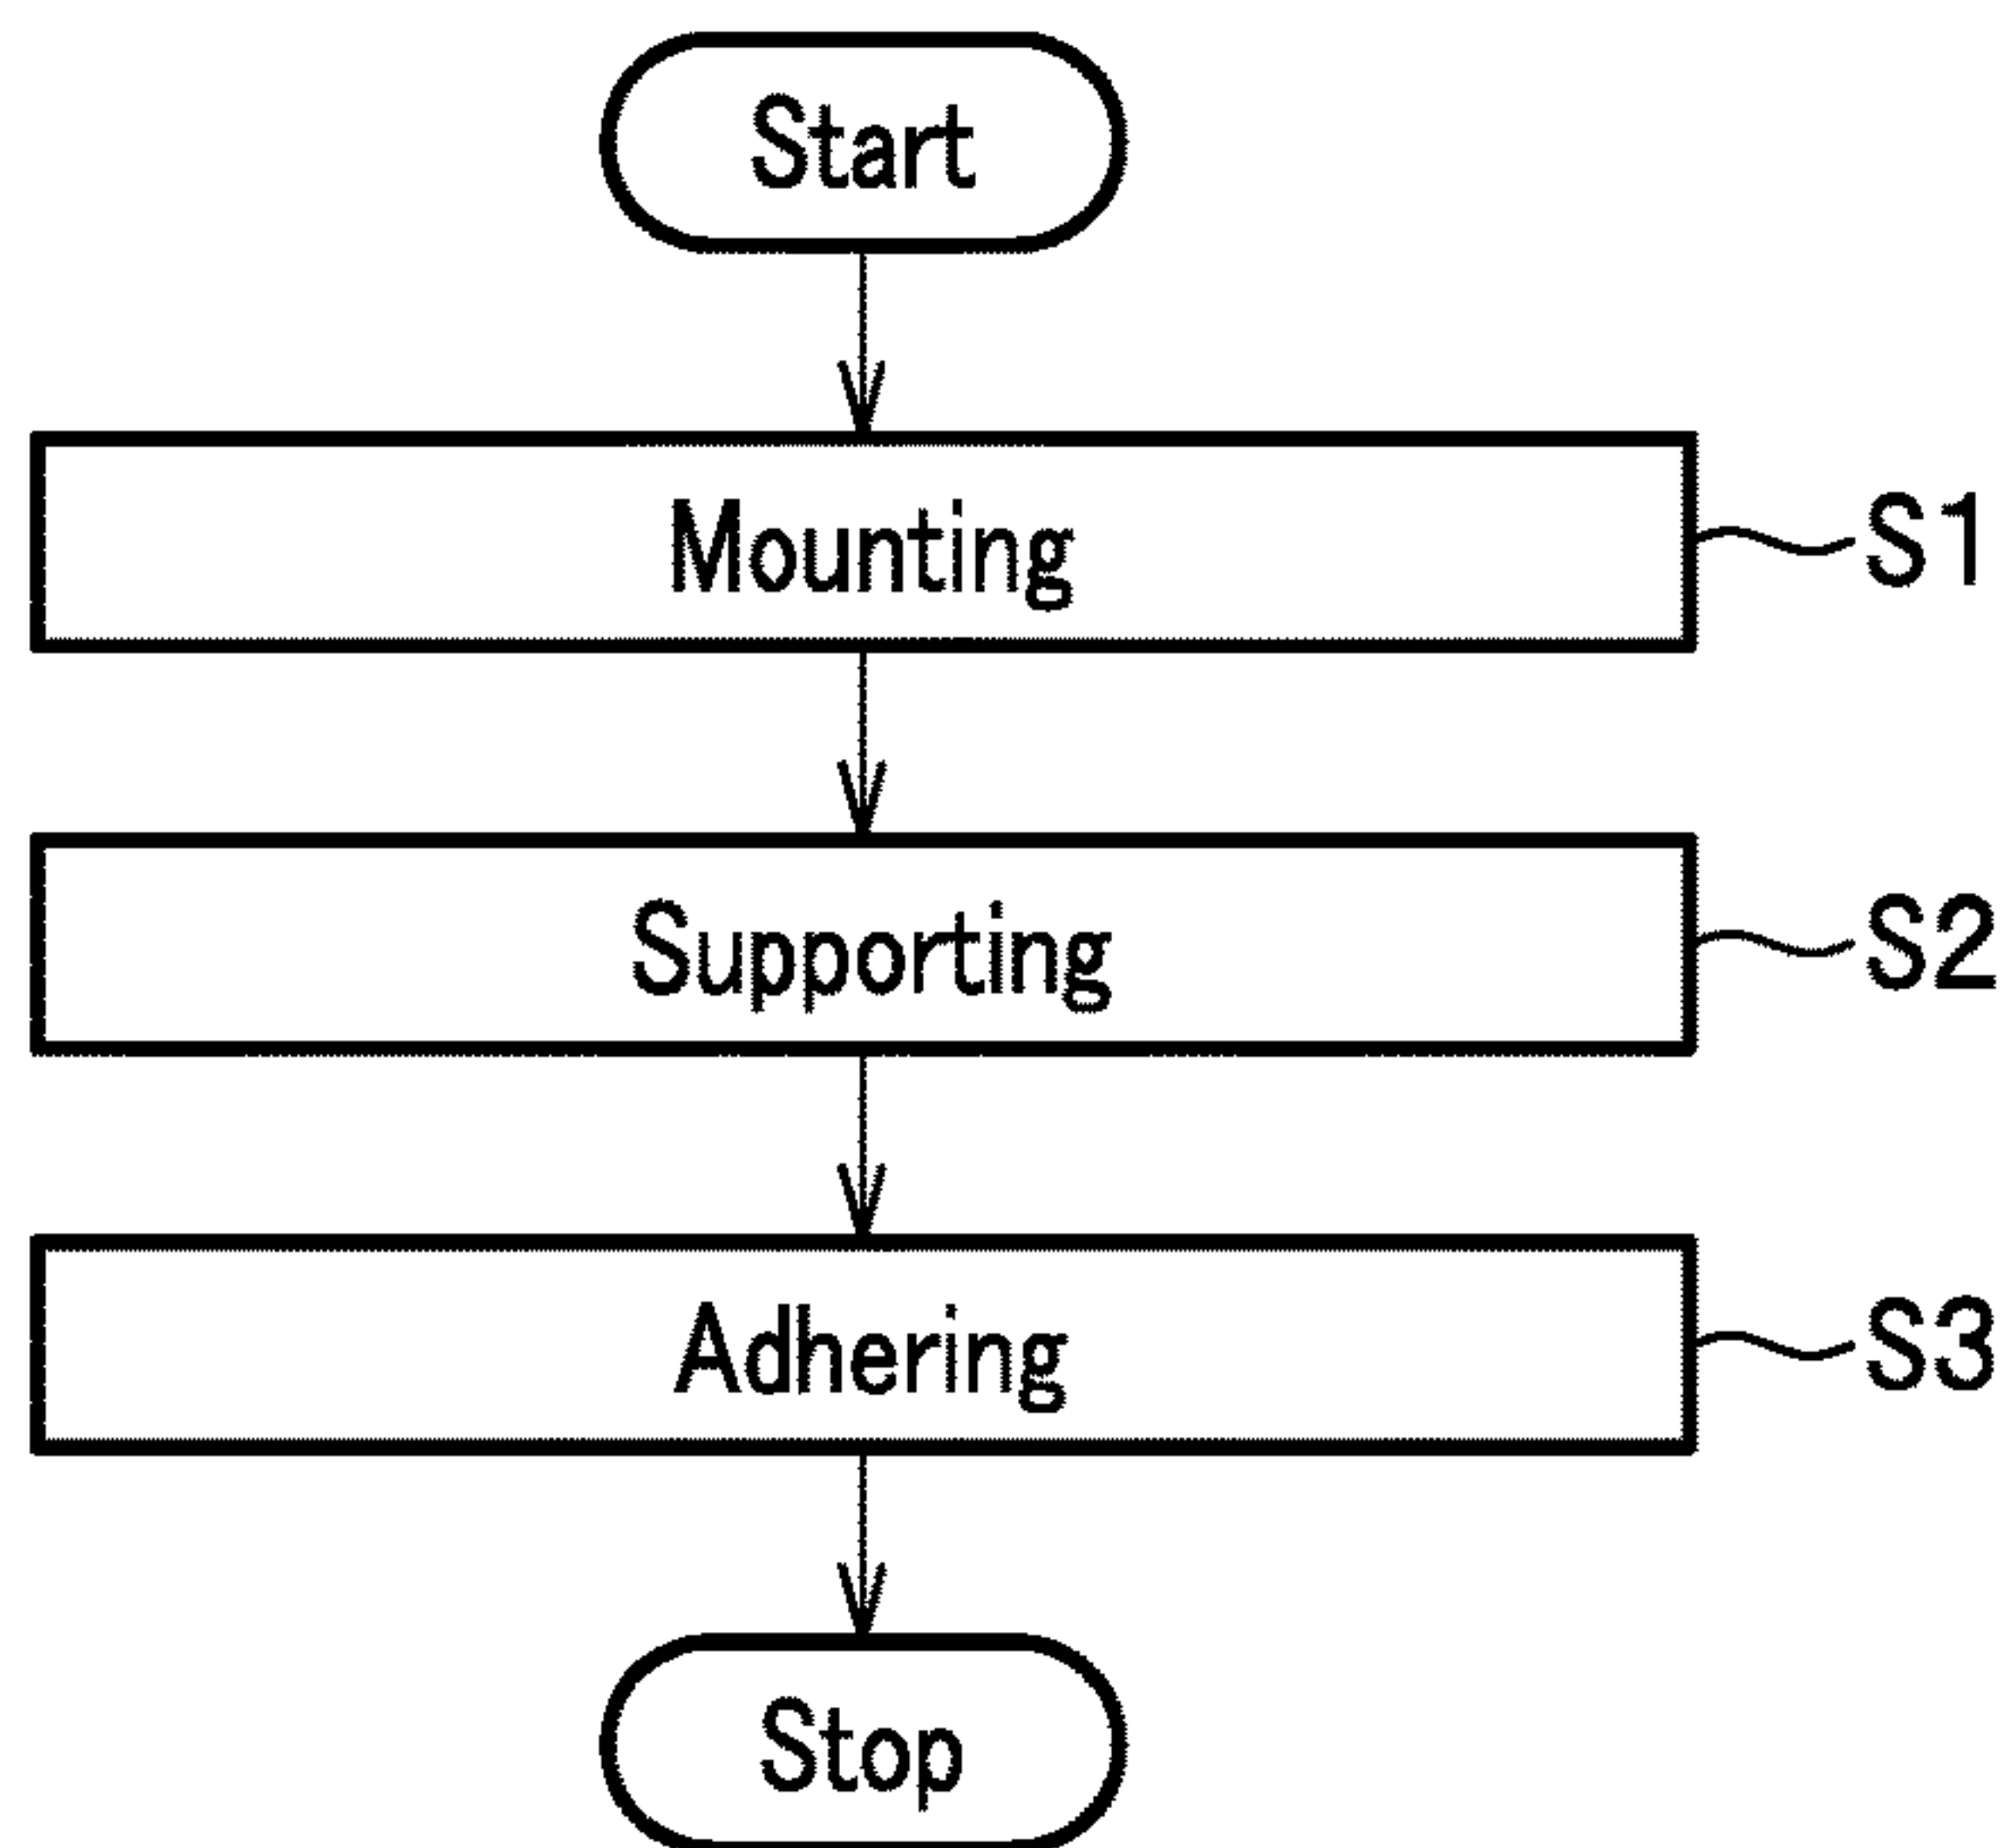 Start
Mounting
S1
Supporting
S2
Adhering
S3
Stop